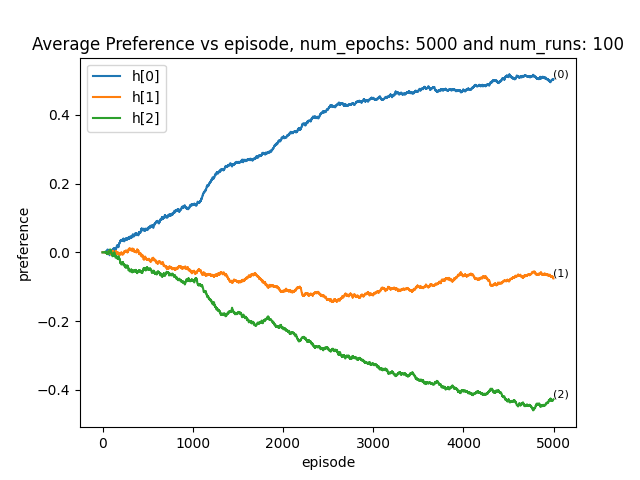 Average Preference vs episode, num_epochs: 5000 and num_runs: 100
h[0]
h[1]
h[2]
(0)
(1)
(2)
preference
0.4
0.2
0.0
−0.2
−0.4
0
1000
2000
3000
4000
5000
episode